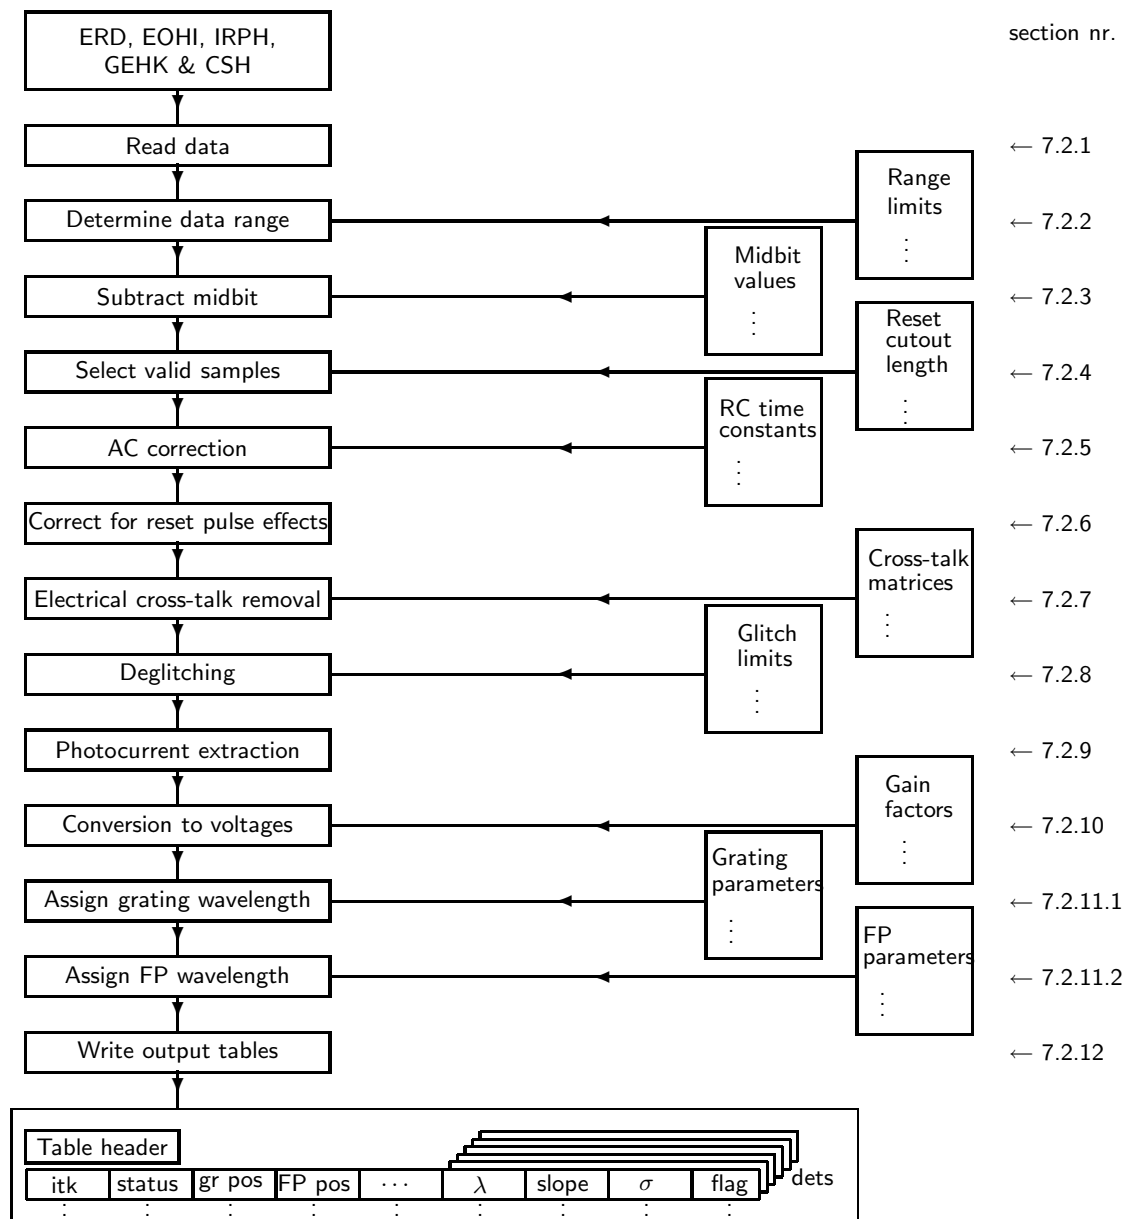 ERD, EOHI, IRPH,
GEHK & CSH
section nr.
Read data
← 7.2.1
Range
limits
⋮
Determine data range
← 7.2.2
Midbit
values
⋮
Subtract midbit
← 7.2.3
Reset
cutout
length
⋮
Select valid samples
← 7.2.4
RC time
constants
⋮
AC correction
← 7.2.5
Correct for reset pulse effects
← 7.2.6
Cross-talk
matrices
⋮
Electrical cross-talk removal
← 7.2.7
Glitch
limits
⋮
Deglitching
← 7.2.8
Photocurrent extraction
← 7.2.9
Gain
factors
⋮
Conversion to voltages
← 7.2.10
Grating
parameters
⋮
Assign grating wavelength
← 7.2.11.1
FP
parameters
⋮
Assign FP wavelength
← 7.2.11.2
Write output tables
← 7.2.12
Table header
itk status gr pos FP pos ⋯ λ slope σ flag dets